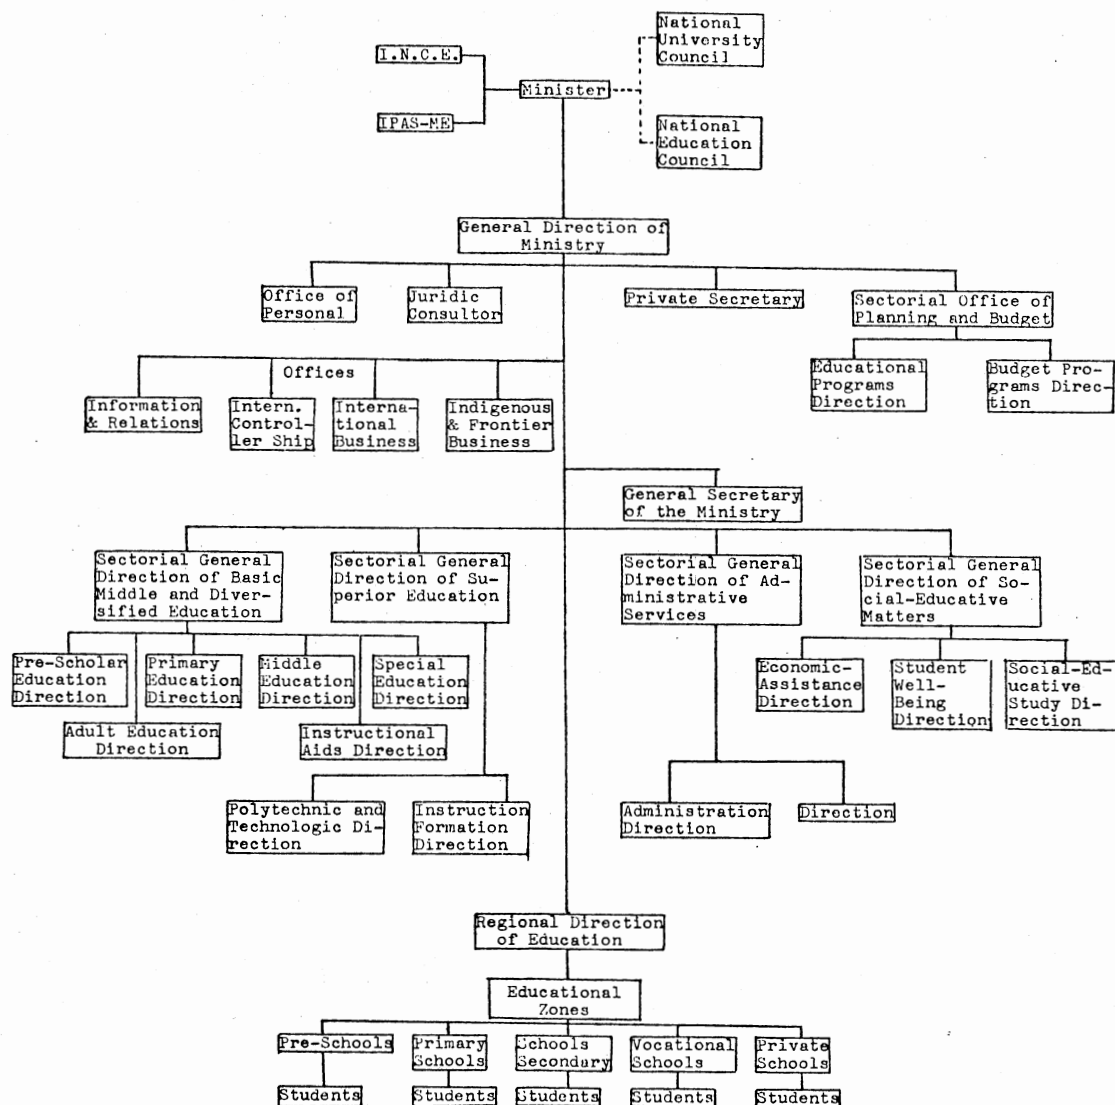 I.N.C.E.
National
University
Council
Minister
IPAS-ME
National
Education
Council
General Direction of
Ministry
Office of
Personal
Juridic
Consultor
Private Secretary
Sectorial Office of
Planning and Budget
Offices
Educational
Programs
Direction
Budget Pro-
grams Direc-
tion
Information
& Relations
Intern.
Control-
ler Ship
Interna-
tional
Business
Indigenous
& Frontier
Business
General Secretary
of the Ministry
Sectorial General
Direction of Basic
Middle and Diver-
sified Education
Sectorial General
Direction of Su-
perior Education
Sectorial General
Direction of Ad-
ministrative
Services
Sectorial General
Direction of So-
cial-Educative
Matters
Pre-Scholar
Education
Direction
Primary
Education
Direction
Middle
Education
Direction
Special
Education
Direction
Economic-
Assistance
Direction
Student
Well-
Being
Direction
Social-Ed-
ucative
Study Di-
rection
Adult Education
Direction
Instructional
Aids Direction
Polytechnic and
Technologic Di-
rection
Instruction
Formation
Direction
Administration
Direction
Direction
Regional Direction
of Education
Educational
Zones
Pre-Schools
Primary
Schools
Schools
Secondary
Vocational
Schools
Private
Schools
Students
Students
Students
Students
Students